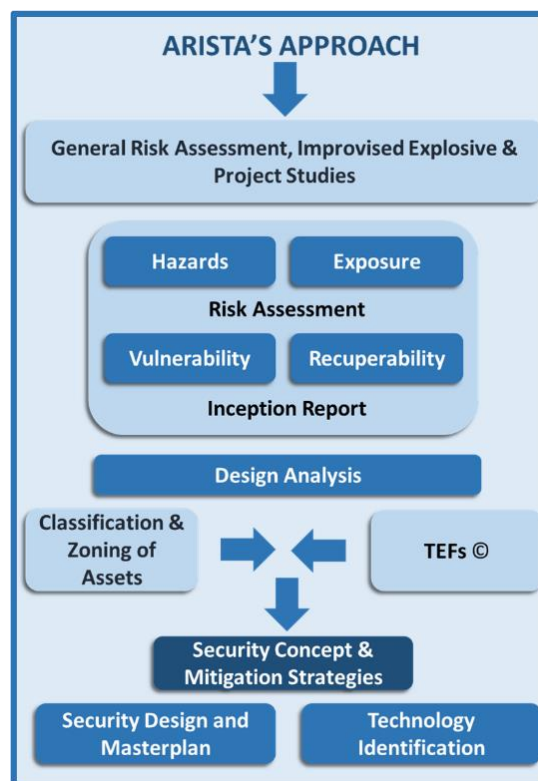 ARISTA'S APPROACH
General Risk Assessment, Improvised Explosive &
Project Studies
Hazards
Exposure
Risk Assessment
Vulnerability
Recuperability
Inception Report
Design Analysis
Classification &
Zoning of
Assets
TEFs ©
Security Concept &
Mitigation Strategies
Security Design and
Masterplan
Technology
Identification